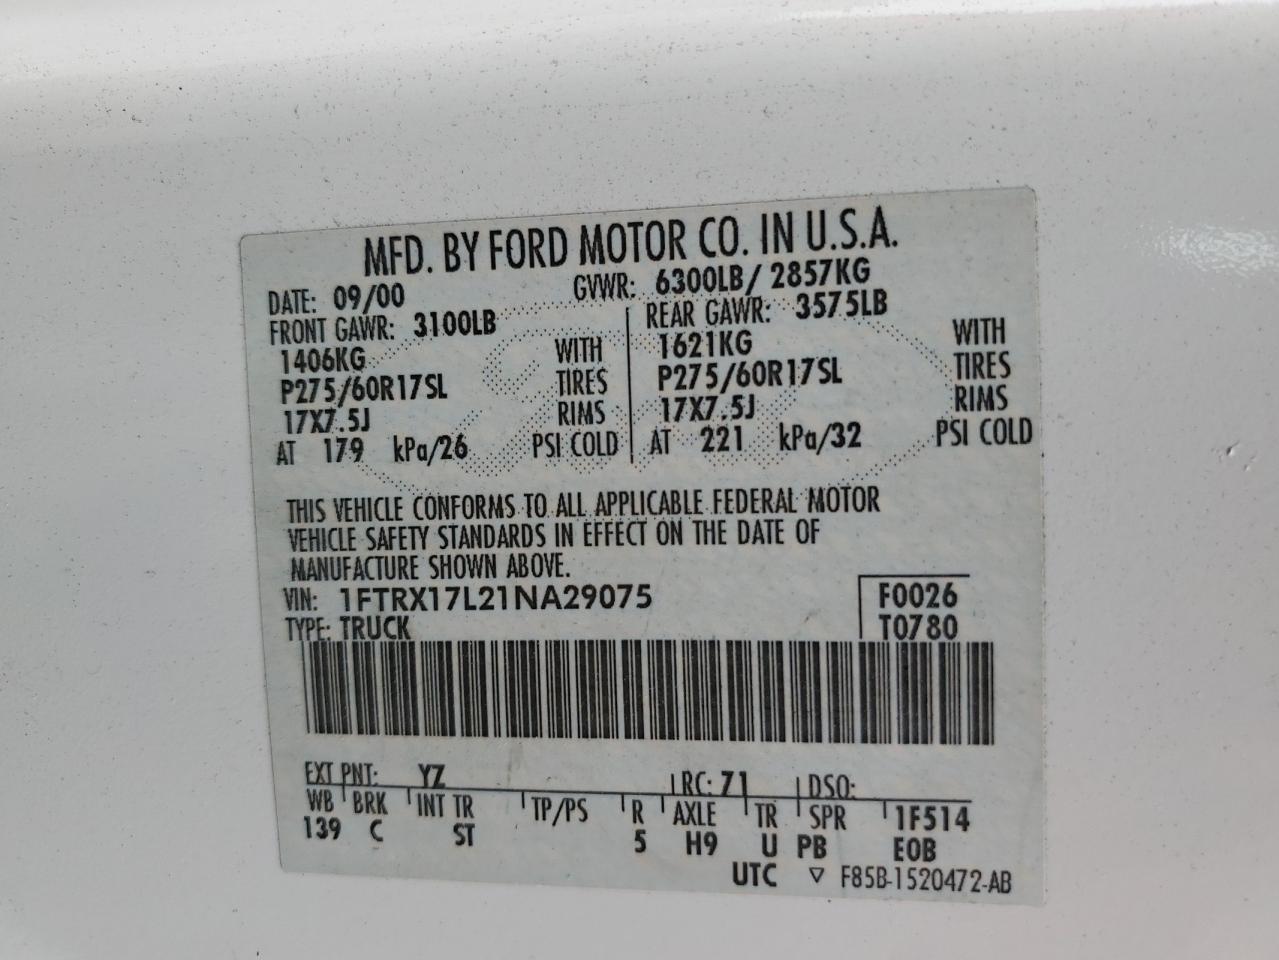 MFD. BY FORD MOTOR CO. IN U.S.A.
DATE: 09/00 GVWR: 6300LB/ 2857KG
FRONT GAWR: 3100LB
1406KG WITH
P275/60R17SL TIRES
17X7.5J RIMS
AT 179 kPa/26 PSI COLD
REAR GAWR: 3575LB
1621KG WITH
P275/60R17SL TIRES
17X7.5J RIMS
AT 221 kPa/32 PSI COLD
THIS VEHICLE CONFORMS TO ALL APPLICABLE FEDERAL MOTOR
VEHICLE SAFETY STANDARDS IN EFFECT ON THE DATE OF
MANUFACTURE SHOWN ABOVE.
VIN: 1FTRX17L21NA29075 F0026
TYPE: TRUCK T0780
EXT PNT: YZ RC: 71 DSO:
WB BRK INT TR TP/PS R AXLE TR SPR 1F514
139 C ST 5 H9 U PB E0B
UTC ▽ F85B-1520472-AB